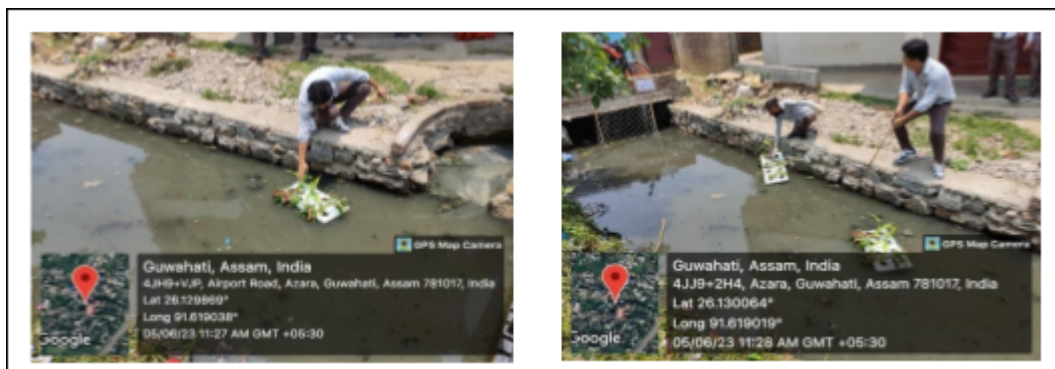 GPS Map Camera
Guwahati, Assam, India
4JH9+VJP, Airport Road, Azara, Guwahati, Assam 781017, India
Lat 26.129869°
Long 91.619038°
05/06/23 11:27 AM GMT +05:30
Google
GPS Map Camera
Guwahati, Assam, India
4JJ9+2H4, Azara, Guwahati, Assam 781017, India
Lat 26.130064°
Long 91.619019°
05/06/23 11:28 AM GMT +05:30
Google